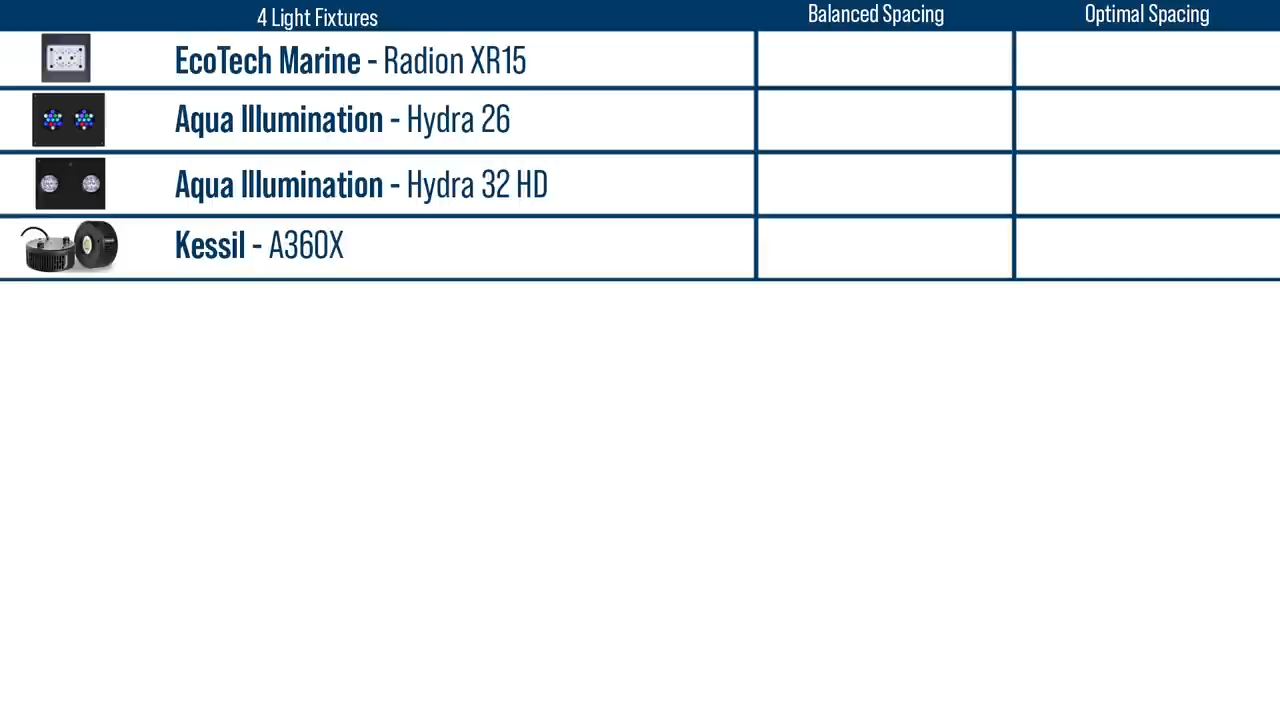 4 Light Fixtures Balanced Spacing Optimal Spacing
EcoTech Marine - Radion XR15
Aqua Illumination - Hydra 26
Aqua Illumination - Hydra 32 HD
Kessil - A360X